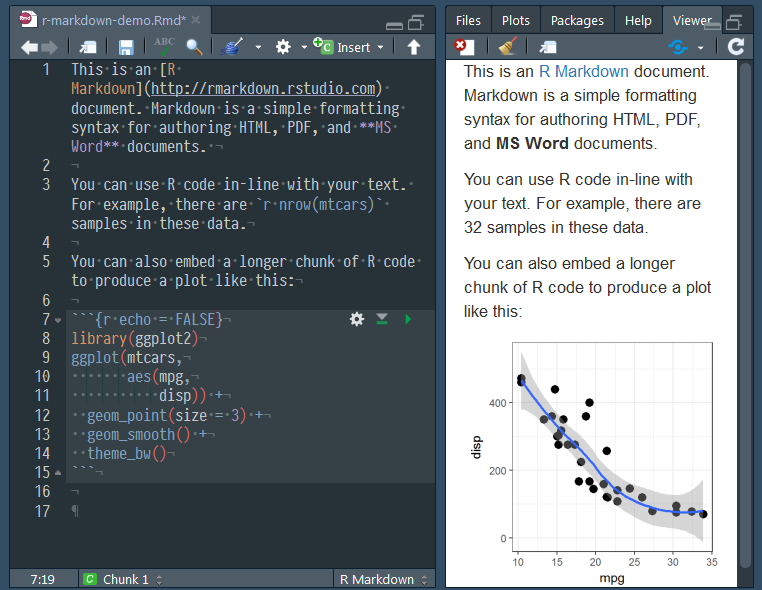 r-markdown-demo.Rmd*
ABC
Insert
1 This is an [R
Markdown](http://rmarkdown.rstudio.com)
document. Markdown is a simple formatting
syntax for authoring HTML, PDF, and **MS
Word** documents. ¬
2 ¬
3 You can use R code in-line with your text.
For example, there are `r nrow(mtcars)`
samples in these data.¬
4 ¬
5 You can also embed a longer chunk of R code
to produce a plot like this:¬
6 ¬
7 ```{r echo = FALSE}¬
8 library(ggplot2)¬
9 ggplot(mtcars,¬
10 aes(mpg,¬
11 disp)) +¬
12 geom_point(size = 3) +¬
13 geom_smooth() +¬
14 theme_bw()¬
15 ```¬
16 ¬
17 ¶
7:19 C Chunk 1 R Markdown
Files Plots Packages Help Viewer
This is an R Markdown document.
Markdown is a simple formatting
syntax for authoring HTML, PDF,
and MS Word documents.
You can use R code in-line with
your text. For example, there are
32 samples in these data.
You can also embed a longer
chunk of R code to produce a plot
like this:
400
200
0
disp
10 15 20 25 30 35
mpg